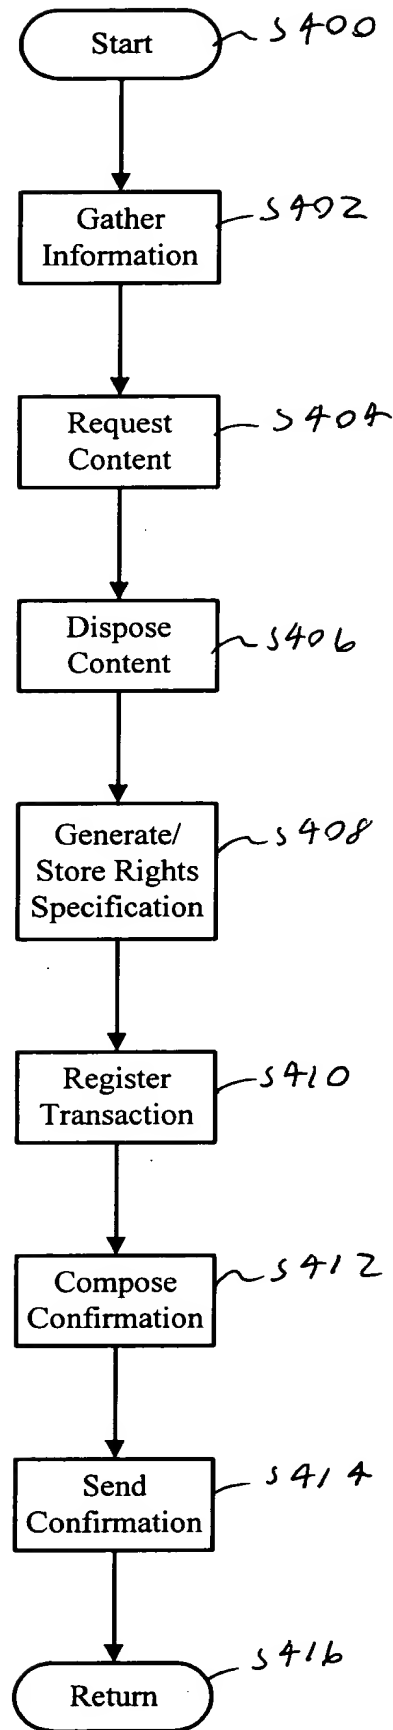 Start
S400
Gather
Information
S402
Request
Content
S404
Dispose
Content
S406
Generate/
Store Rights
Specification
S408
Register
Transaction
S410
Compose
Confirmation
S412
Send
Confirmation
S414
Return
S416